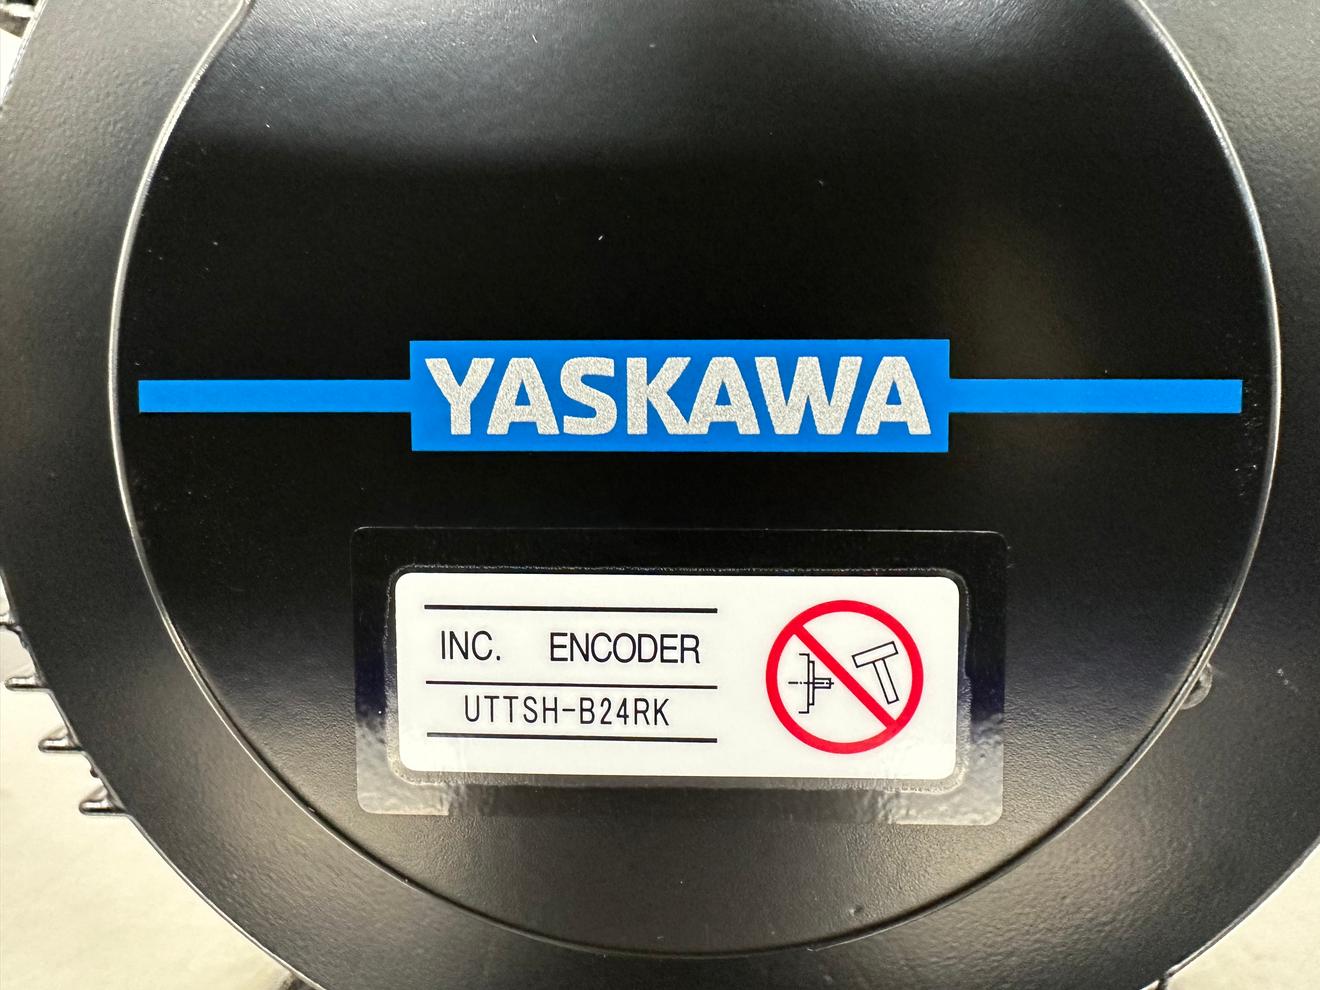 YASKAWA
INC. ENCODER
UTTSH-B24RK